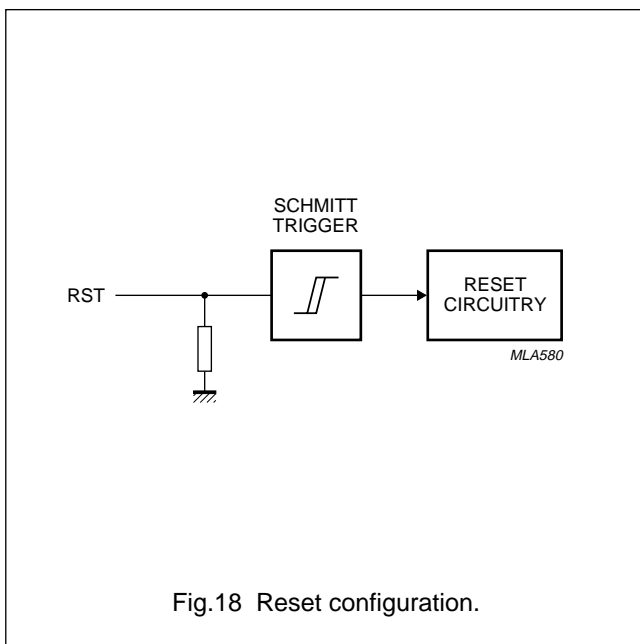 SCHMITT
TRIGGER
RST
RESET
CIRCUITRY
MLA580
Fig.18 Reset configuration.